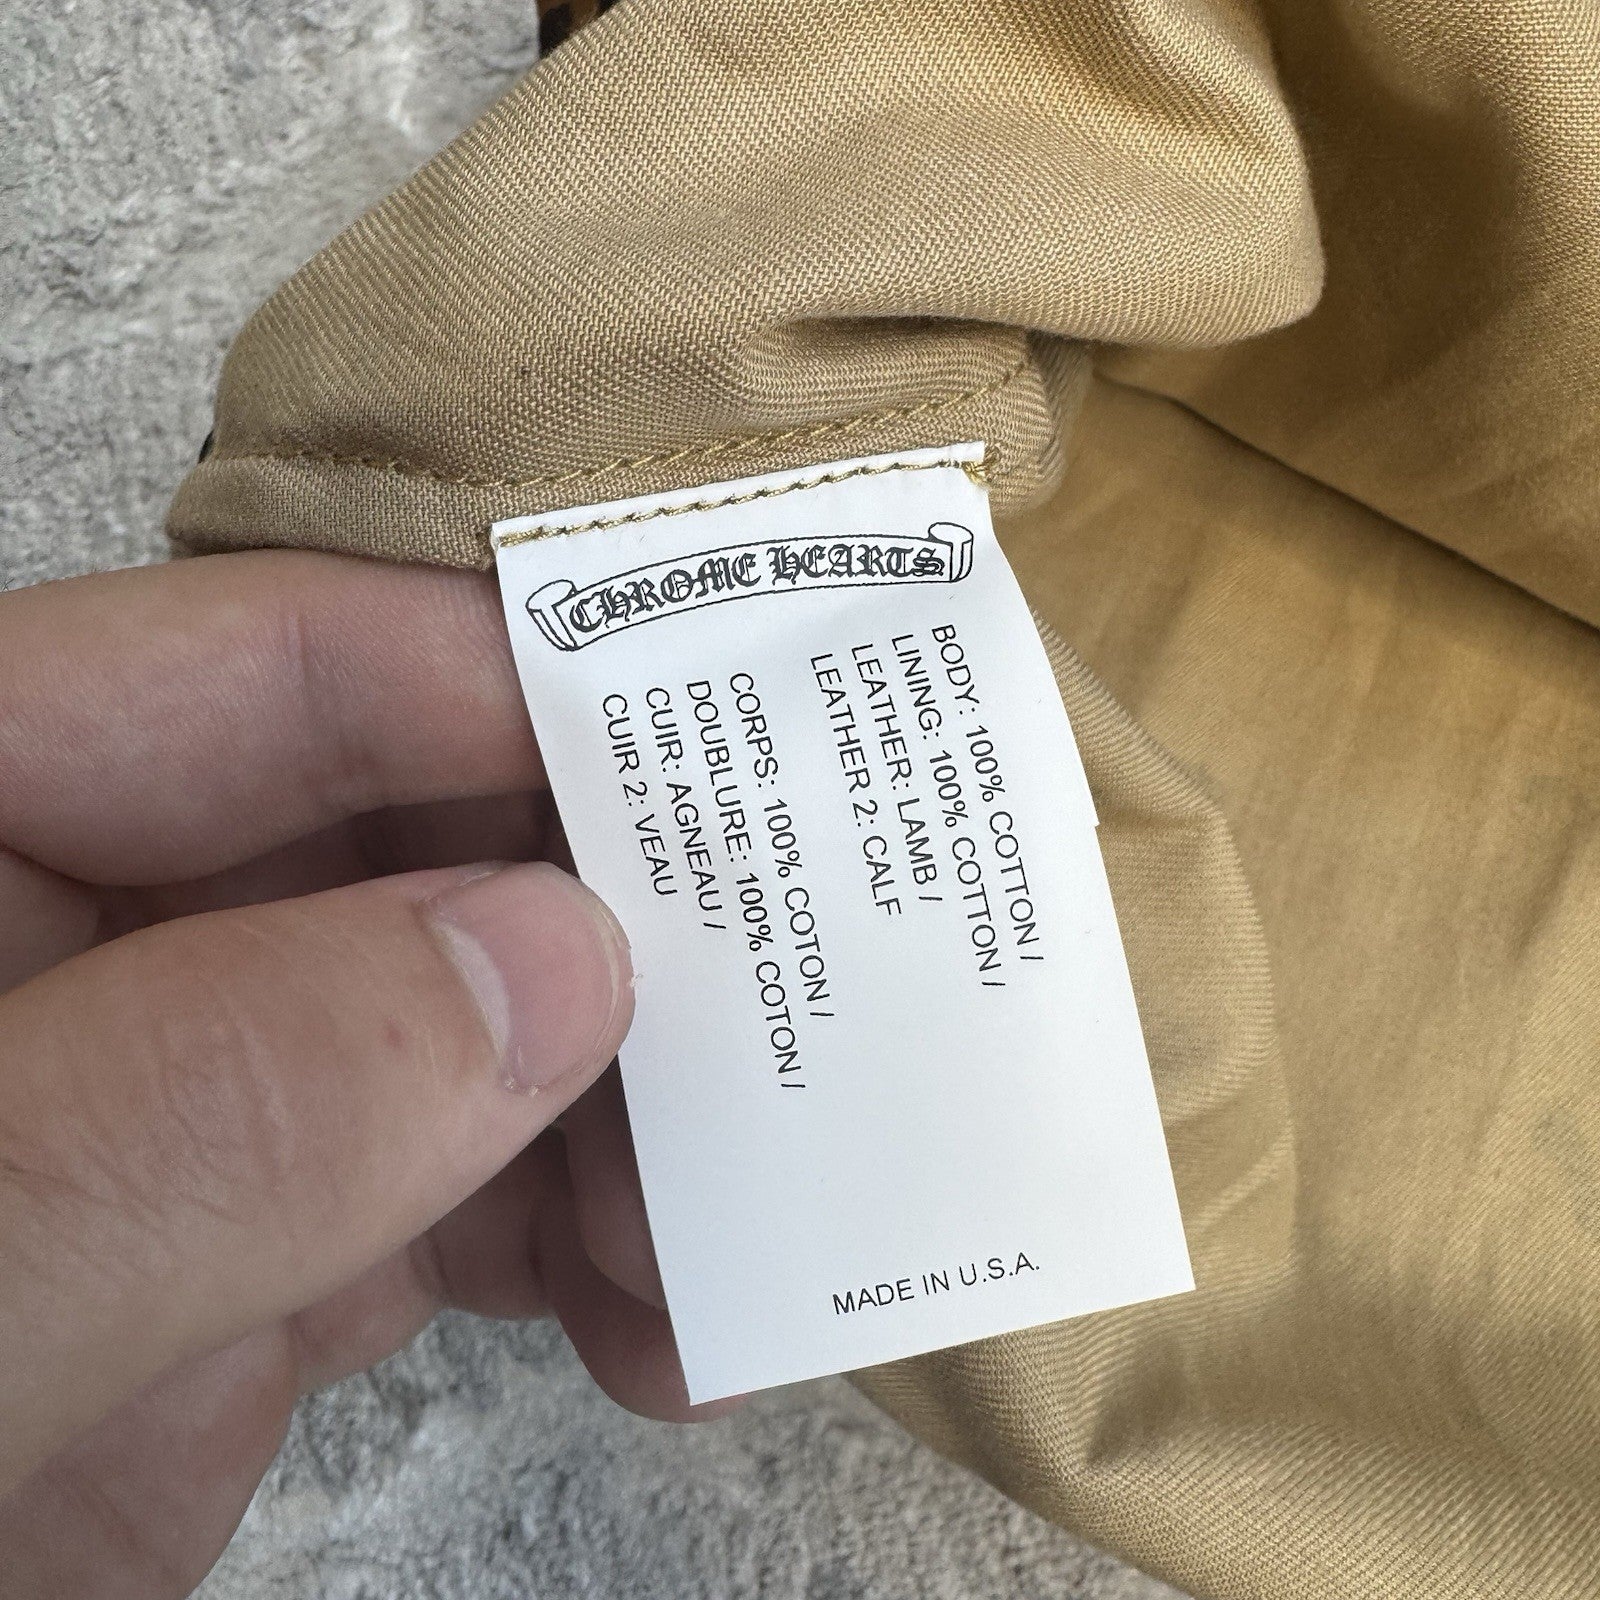 CHROME HEARTS
BODY: 100% COTTON /
LINING: 100% COTTON /
LEATHER: LAMB /
LEATHER 2: CALF
CORPS: 100% COTON /
DOUBLURE: 100% COTON /
CUIR: AGNEAU /
CUIR 2: VEAU
MADE IN U.S.A.